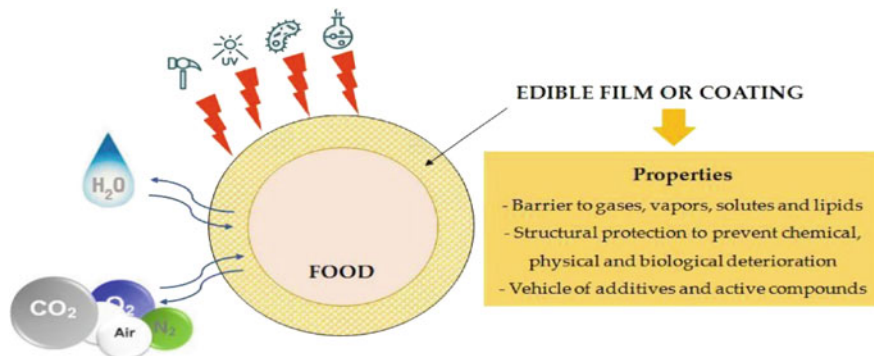 UV
EDIBLE FILM OR COATING
H₂O
Properties
- Barrier to gases, vapors, solutes and lipids
- Structural protection to prevent chemical,
physical and biological deterioration
- Vehicle of additives and active compounds
FOOD
CO₂
O₂
Air
N₂